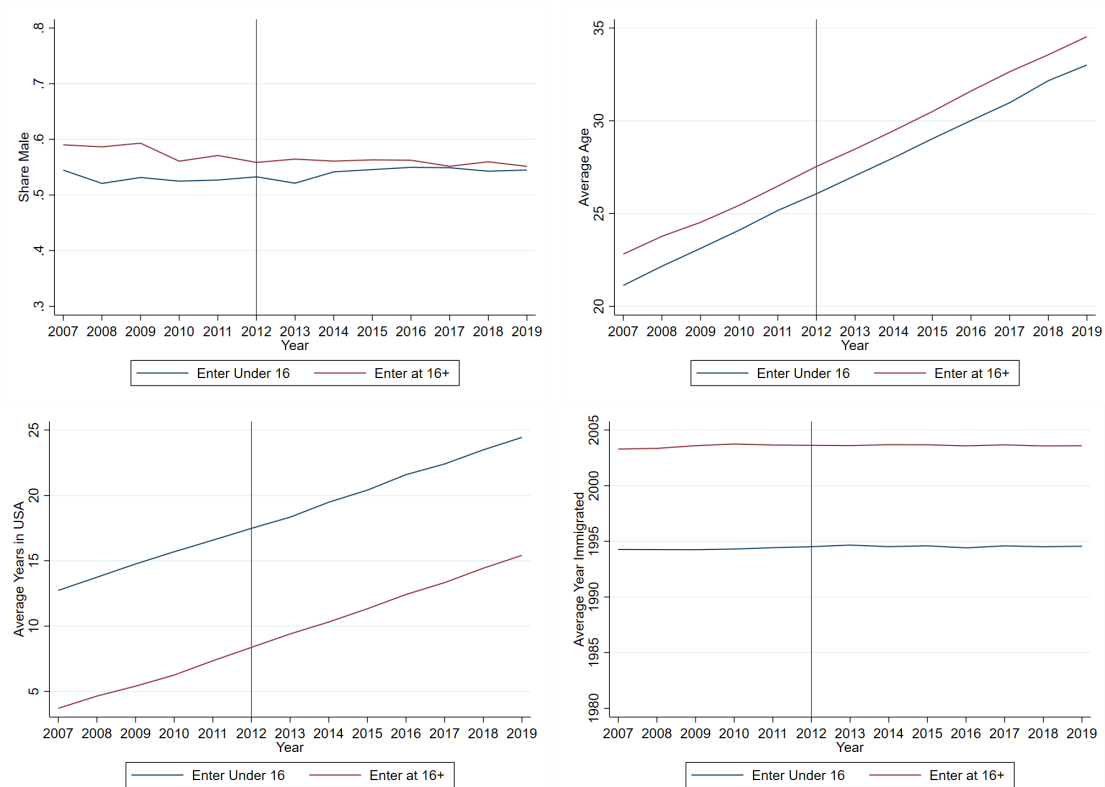 Share Male
.8
.7
.6
.5
.4
.3
2007 2008 2009 2010 2011 2012 2013 2014 2015 2016 2017 2018 2019
Year
Enter Under 16 Enter at 16+
Average Age
35
30
25
20
2007 2008 2009 2010 2011 2012 2013 2014 2015 2016 2017 2018 2019
Year
Enter Under 16 Enter at 16+
Average Years in USA
25
20
15
10
5
2007 2008 2009 2010 2011 2012 2013 2014 2015 2016 2017 2018 2019
Year
Enter Under 16 Enter at 16+
Average Year Immigrated
2005
2000
1995
1990
1985
1980
2007 2008 2009 2010 2011 2012 2013 2014 2015 2016 2017 2018 2019
Year
Enter Under 16 Enter at 16+